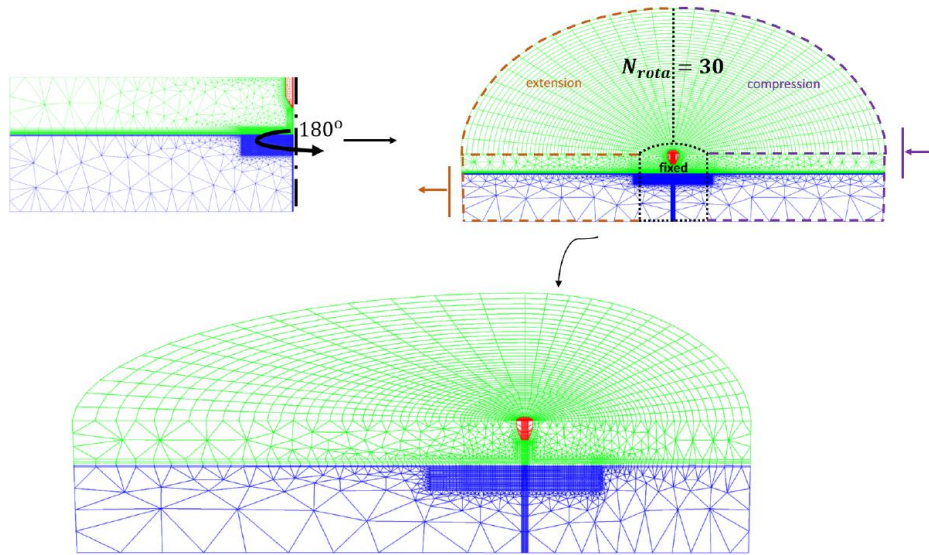 180°
extension
N_rota = 30
compression
fixed